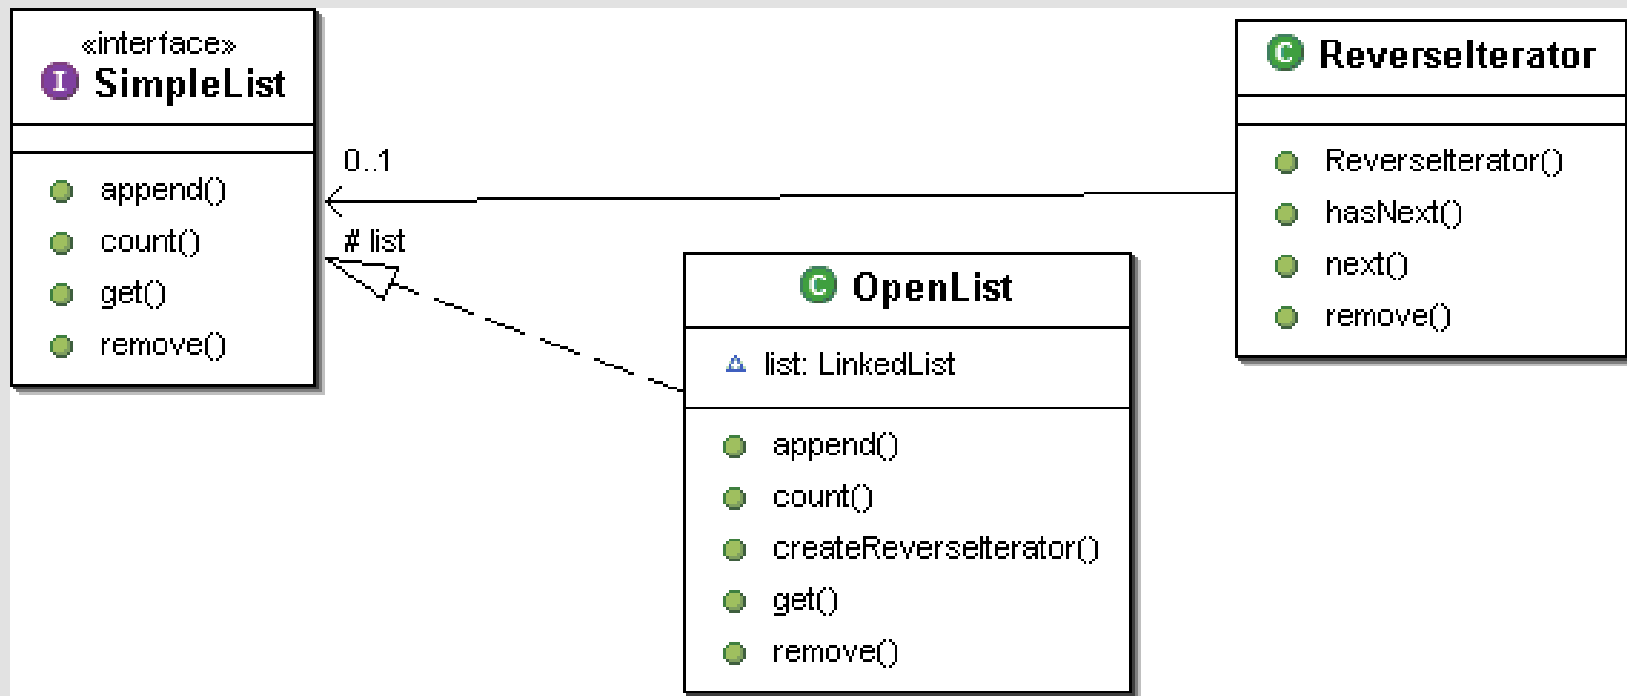 «interface»
I SimpleList
append()
count()
get()
remove()
0..1
# list
C OpenList
list: LinkedList
append()
count()
createReverseIterator()
get()
remove()
C ReverseIterator
ReverseIterator()
hasNext()
next()
remove()